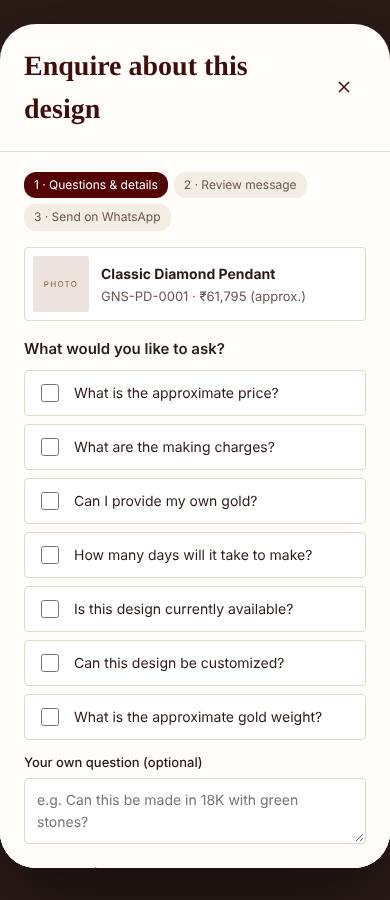 Enquire about this
design
×
1 · Questions & details
2 · Review message
3 · Send on WhatsApp
PHOTO
Classic Diamond Pendant
GNS-PD-0001 · ₹61,795 (approx.)
What would you like to ask?
What is the approximate price?
What are the making charges?
Can I provide my own gold?
How many days will it take to make?
Is this design currently available?
Can this design be customized?
What is the approximate gold weight?
Your own question (optional)
e.g. Can this be made in 18K with green
stones?